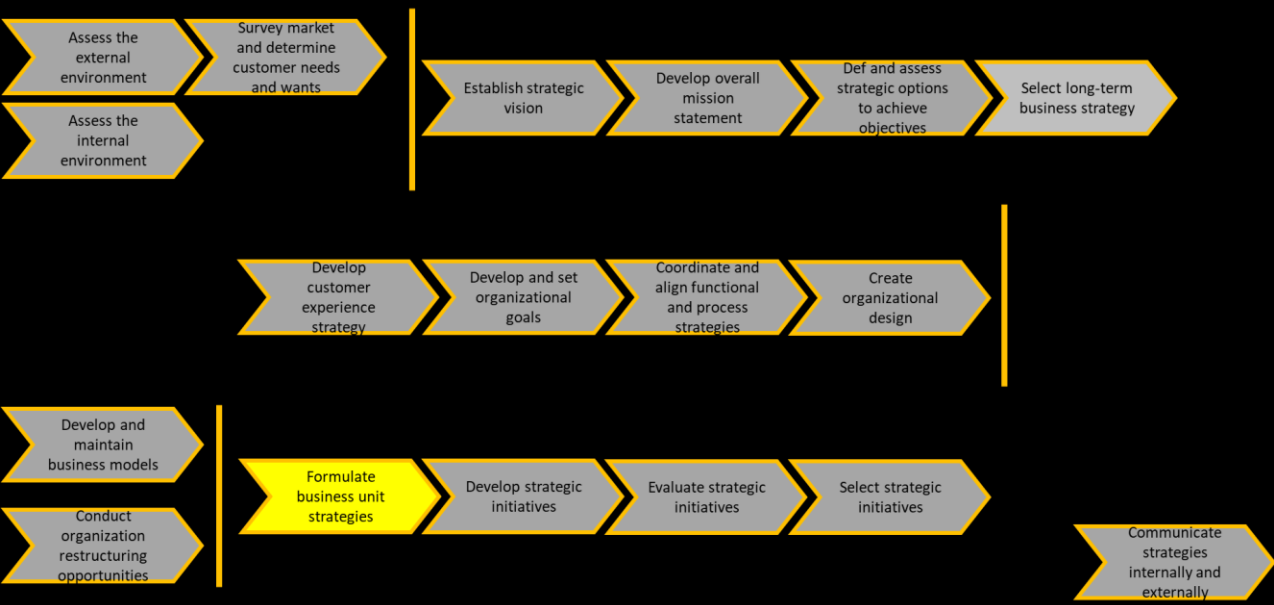 Assess the
external
environment
Survey market
and determine
customer needs
and wants
Assess the
internal
environment
Establish strategic
vision
Develop overall
mission
statement
Def and assess
strategic options
to achieve
objectives
Select long-term
business strategy
Develop
customer
experience
strategy
Develop and set
organizational
goals
Coordinate and
align functional
and process
strategies
Create
organizational
design
Develop and
maintain
business models
Conduct
organization
restructuring
opportunities
Formulate
business unit
strategies
Develop strategic
initiatives
Evaluate strategic
initiatives
Select strategic
initiatives
Communicate
strategies
internally and
externally